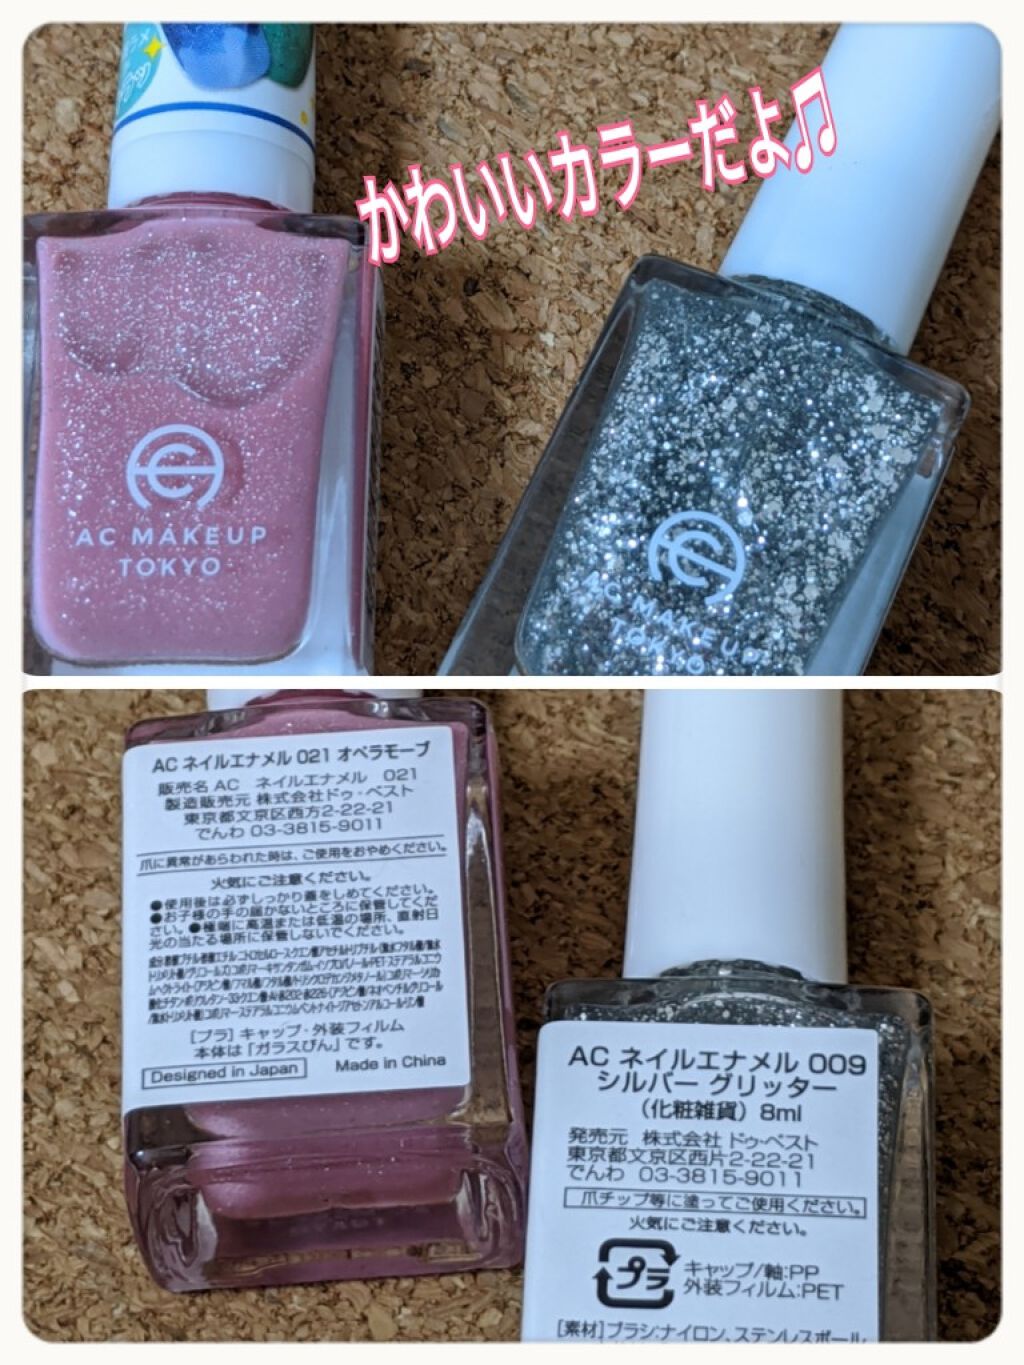 かわいいカラーだよ♫
AC MAKEUP
TOKYO
AC MAKEUP
TOKYO
AC ネイルエナメル 021 オペラモーブ
販売名 AC ネイルエナメル 021
製造販売元 株式会社ドゥ・ベスト
東京都文京区西方2-22-21
でんわ 03-3815-9011
爪に異常があらわれた時は、ご使用をおやめください。
火気にご注意ください。
●使用後は必ずしっかり蓋をしめてください。
●お子様の手の届かないところに保管してくだ
さい。●極端に高温または低温の場所、直射日
光の当たる場所に保管しないでください。
[プラ] キャップ・外装フィルム
本体は「ガラスびん」です。
Designed in Japan Made in China
AC ネイルエナメル 009
シルバー グリッター
（化粧雑貨）8ml
発売元 株式会社 ドゥ・ベスト
東京都文京区西片2-22-21
でんわ 03-3815-9011
爪チップ等に塗ってご使用ください。
火気にご注意ください。
プラ
キャップ/軸:PP
外装フィルム:PET
[素材]ブラシ:ナイロン、ステンレスボール